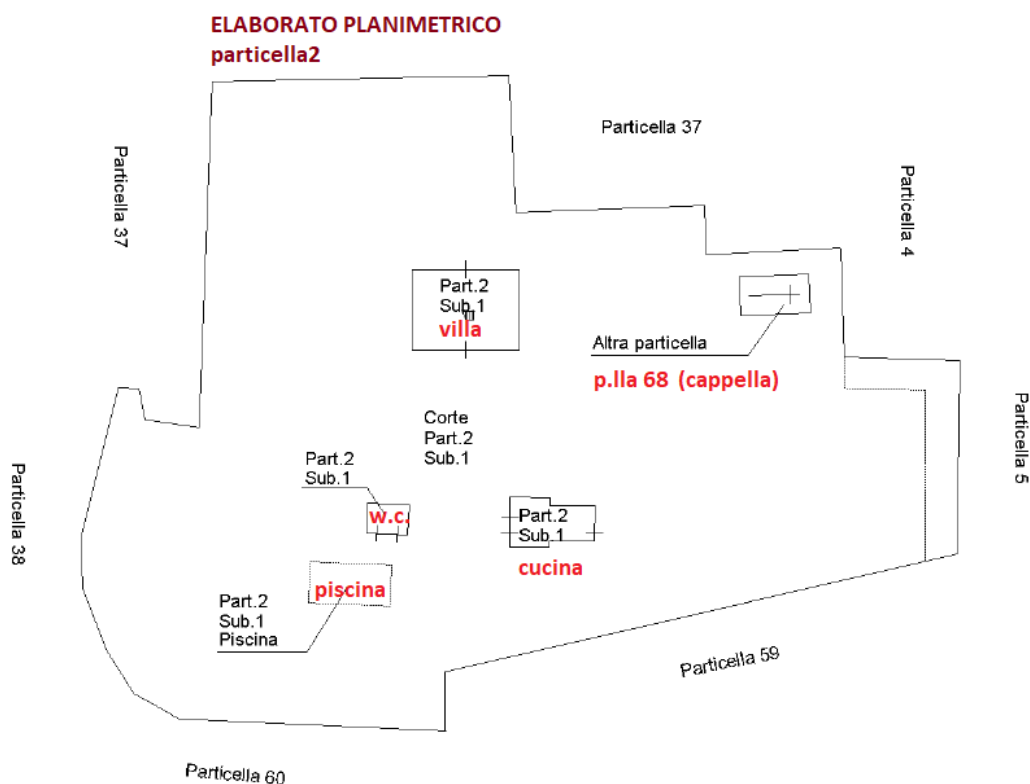 ELABORATO PLANIMETRICO
particella2
Particella 37
Particella 37
Particella 4
Part.2
Sub.1
villa
Altra particella
p.lla 68 (cappella)
Particella 5
Corte
Part.2
Sub.1
Part.2
Sub.1
w.c.
Part.2
Sub.1
cucina
Particella 38
piscina
Part.2
Sub.1
Piscina
Particella 59
Particella 60